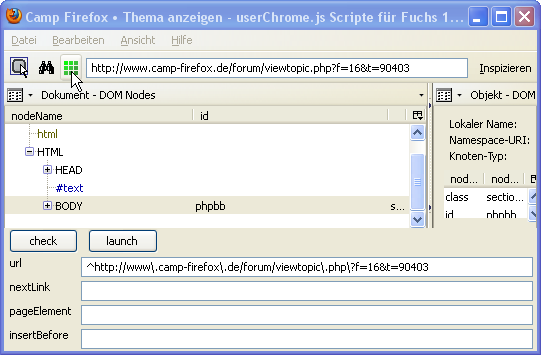 Camp Firefox • Thema anzeigen - userChrome.js Scripte für Fuchs 1...
Datei Bearbeiten Ansicht Hilfe
http://www.camp-firefox.de/forum/viewtopic.php?f=16&t=90403 Inspizieren
Dokument - DOM Nodes Objekt - DOM
nodeName id
html
HTML
HEAD
#text
BODY phpbb s...
Lokaler Name:
Namespace-URI:
Knoten-Typ:
nod... nod...
class sectio...
id phpbb
check launch
url ^http://www\.camp-firefox\.de/forum/viewtopic\.php\?f=16&t=90403
nextLink
pageElement
insertBefore